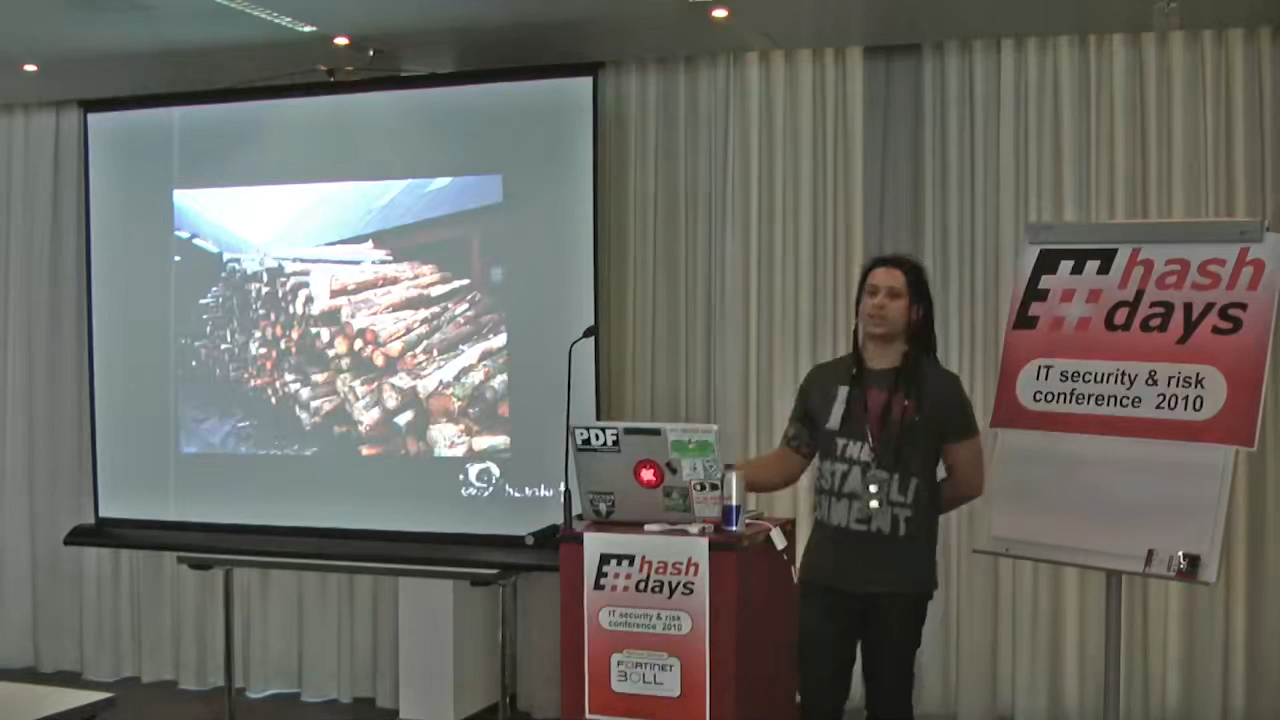 PDF
hash
days
IT security & risk
conference 2010
FORTINET
BOLL
I
THE
ESTABLI
hash
days
IT security & risk
conference 2010